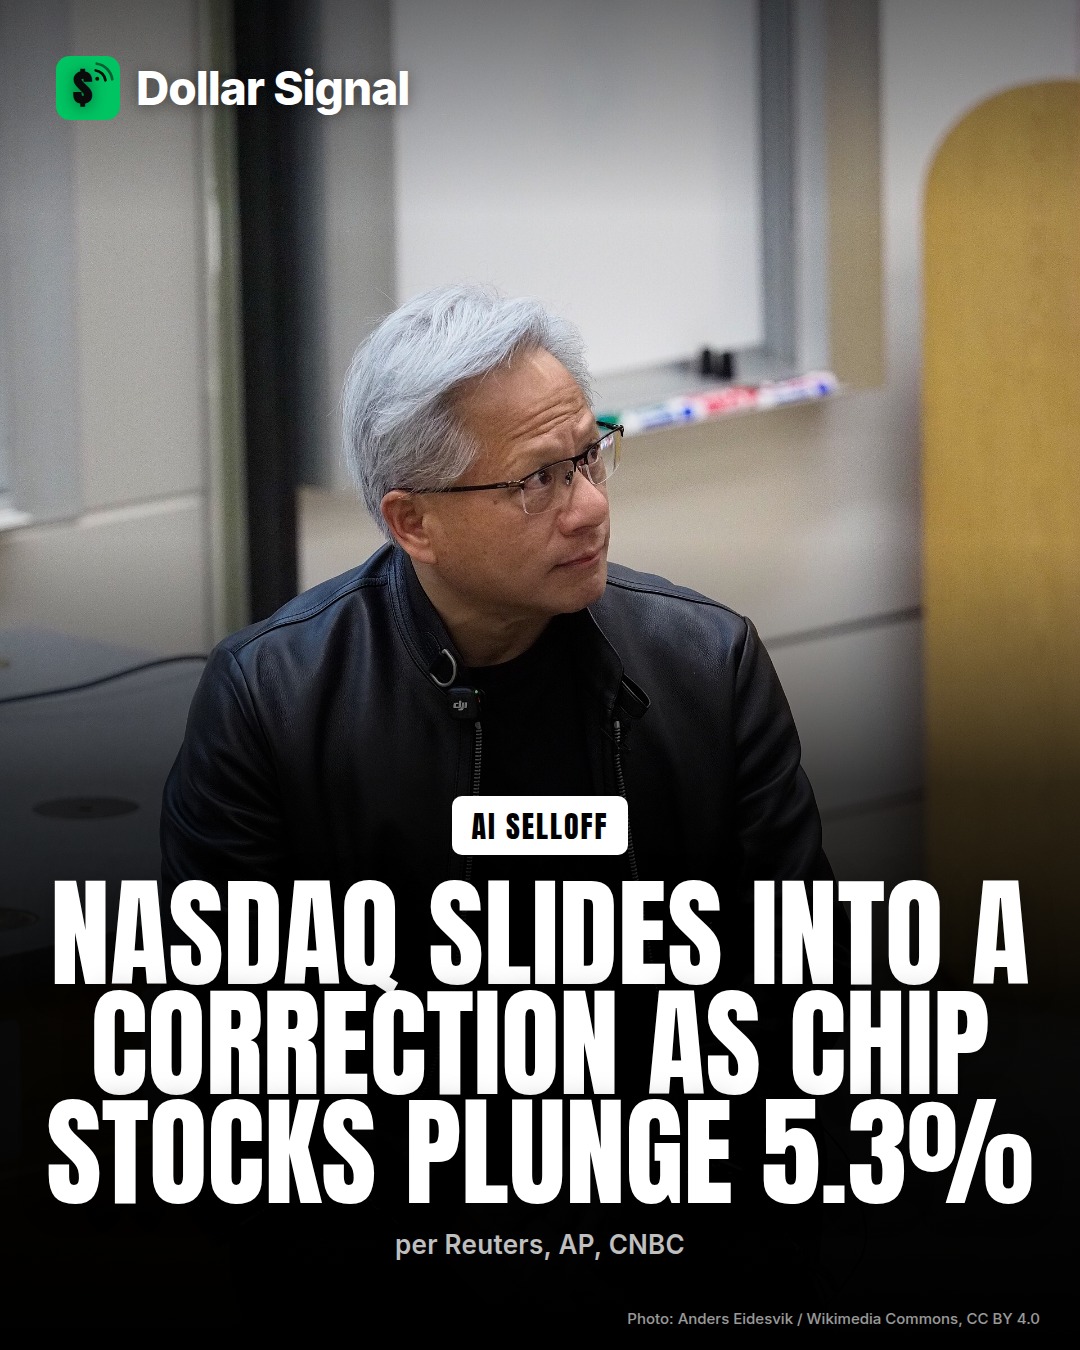 $
Dollar Signal
dji
AI SELLOFF
NASDAQ SLIDES INTO A
CORRECTION AS CHIP
STOCKS PLUNGE 5.3%
per Reuters, AP, CNBC
Photo: Anders Eidesvik / Wikimedia Commons, CC BY 4.0